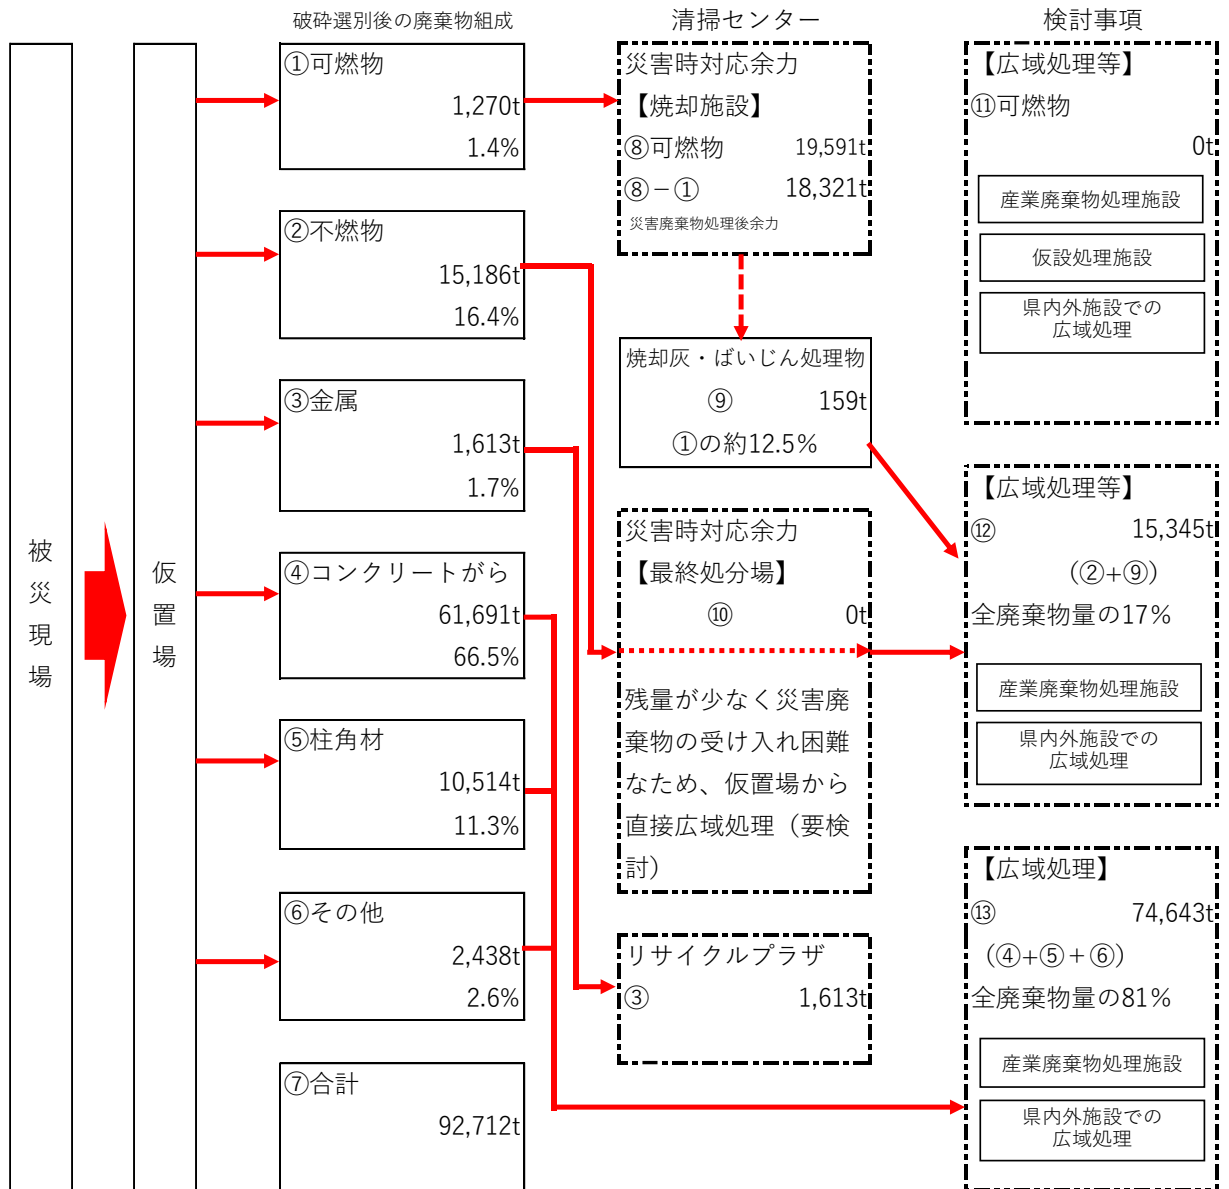 破砕選別後の廃棄物組成
清掃センター
検討事項
被災現場
仮置場
①可燃物
1,270t
1.4%
②不燃物
15,186t
16.4%
③金属
1,613t
1.7%
④コンクリートがら
61,691t
66.5%
⑤柱角材
10,514t
11.3%
⑥その他
2,438t
2.6%
⑦合計
92,712t
災害時対応余力
【焼却施設】
⑧可燃物 19,591t
⑧−① 18,321t
災害廃棄物処理後余力
焼却灰・ばいじん処理物
⑨ 159t
①の約12.5%
災害時対応余力
【最終処分場】
⑩ 0t
残量が少なく災害廃
棄物の受け入れ困難
なため、仮置場から
直接広域処理（要検
討）
リサイクルプラザ
③ 1,613t
【広域処理等】
⑪可燃物
0t
産業廃棄物処理施設
仮設処理施設
県内外施設での
広域処理
【広域処理等】
⑫ 15,345t
（②+⑨）
全廃棄物量の17%
産業廃棄物処理施設
県内外施設での
広域処理
【広域処理】
⑬ 74,643t
（④+⑤＋⑥）
全廃棄物量の81%
産業廃棄物処理施設
県内外施設での
広域処理